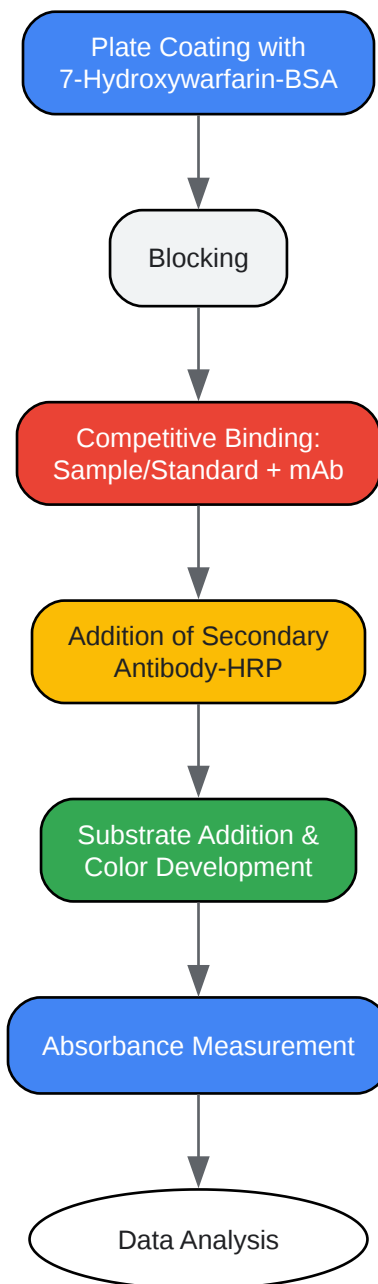 Plate Coating with
7-Hydroxywarfarin-BSA
Blocking
Competitive Binding:
Sample/Standard + mAb
Addition of Secondary
Antibody-HRP
Substrate Addition &
Color Development
Absorbance Measurement
Data Analysis